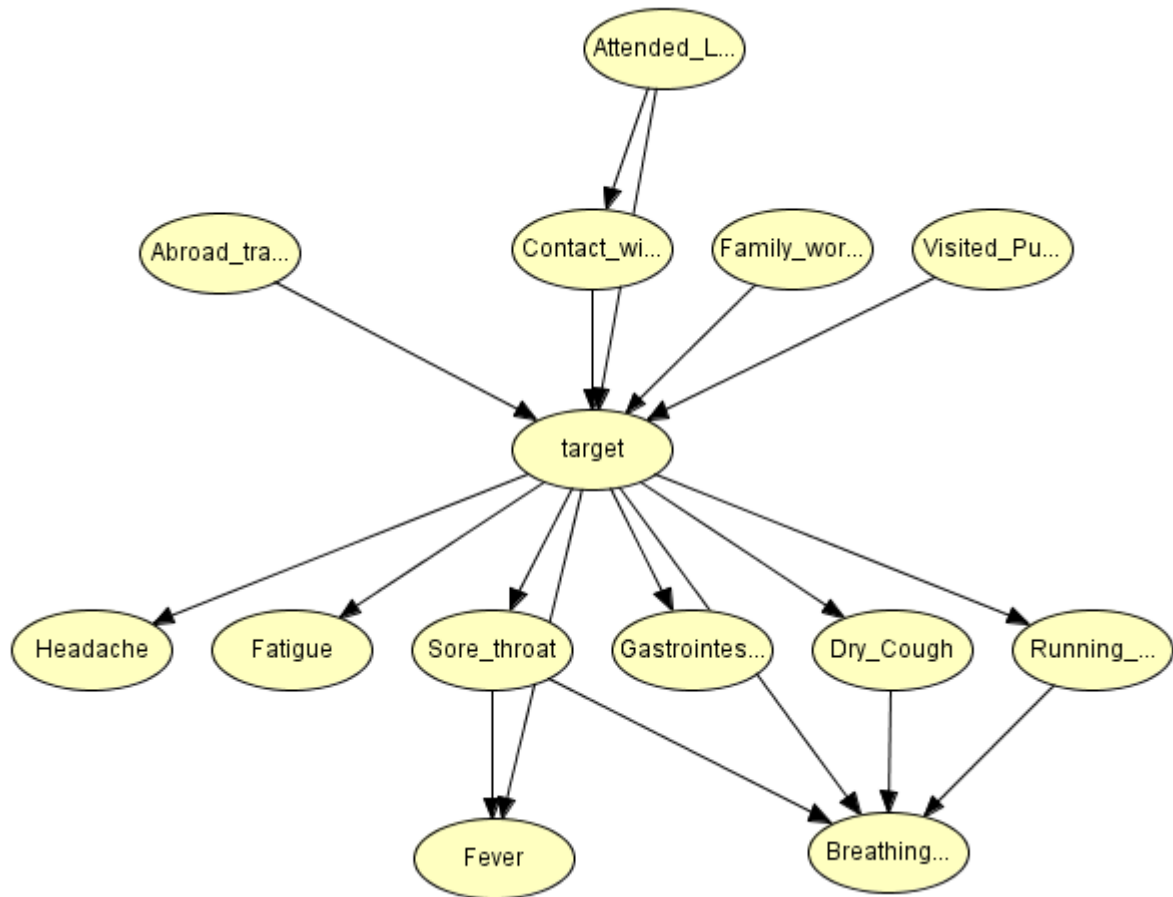 Attended_L...
Abroad_tra...
Contact_wi...
Family_wor...
Visited_Pu...
target
Headache
Fatigue
Sore_throat
Gastrointes...
Dry_Cough
Running_...
Fever
Breathing...